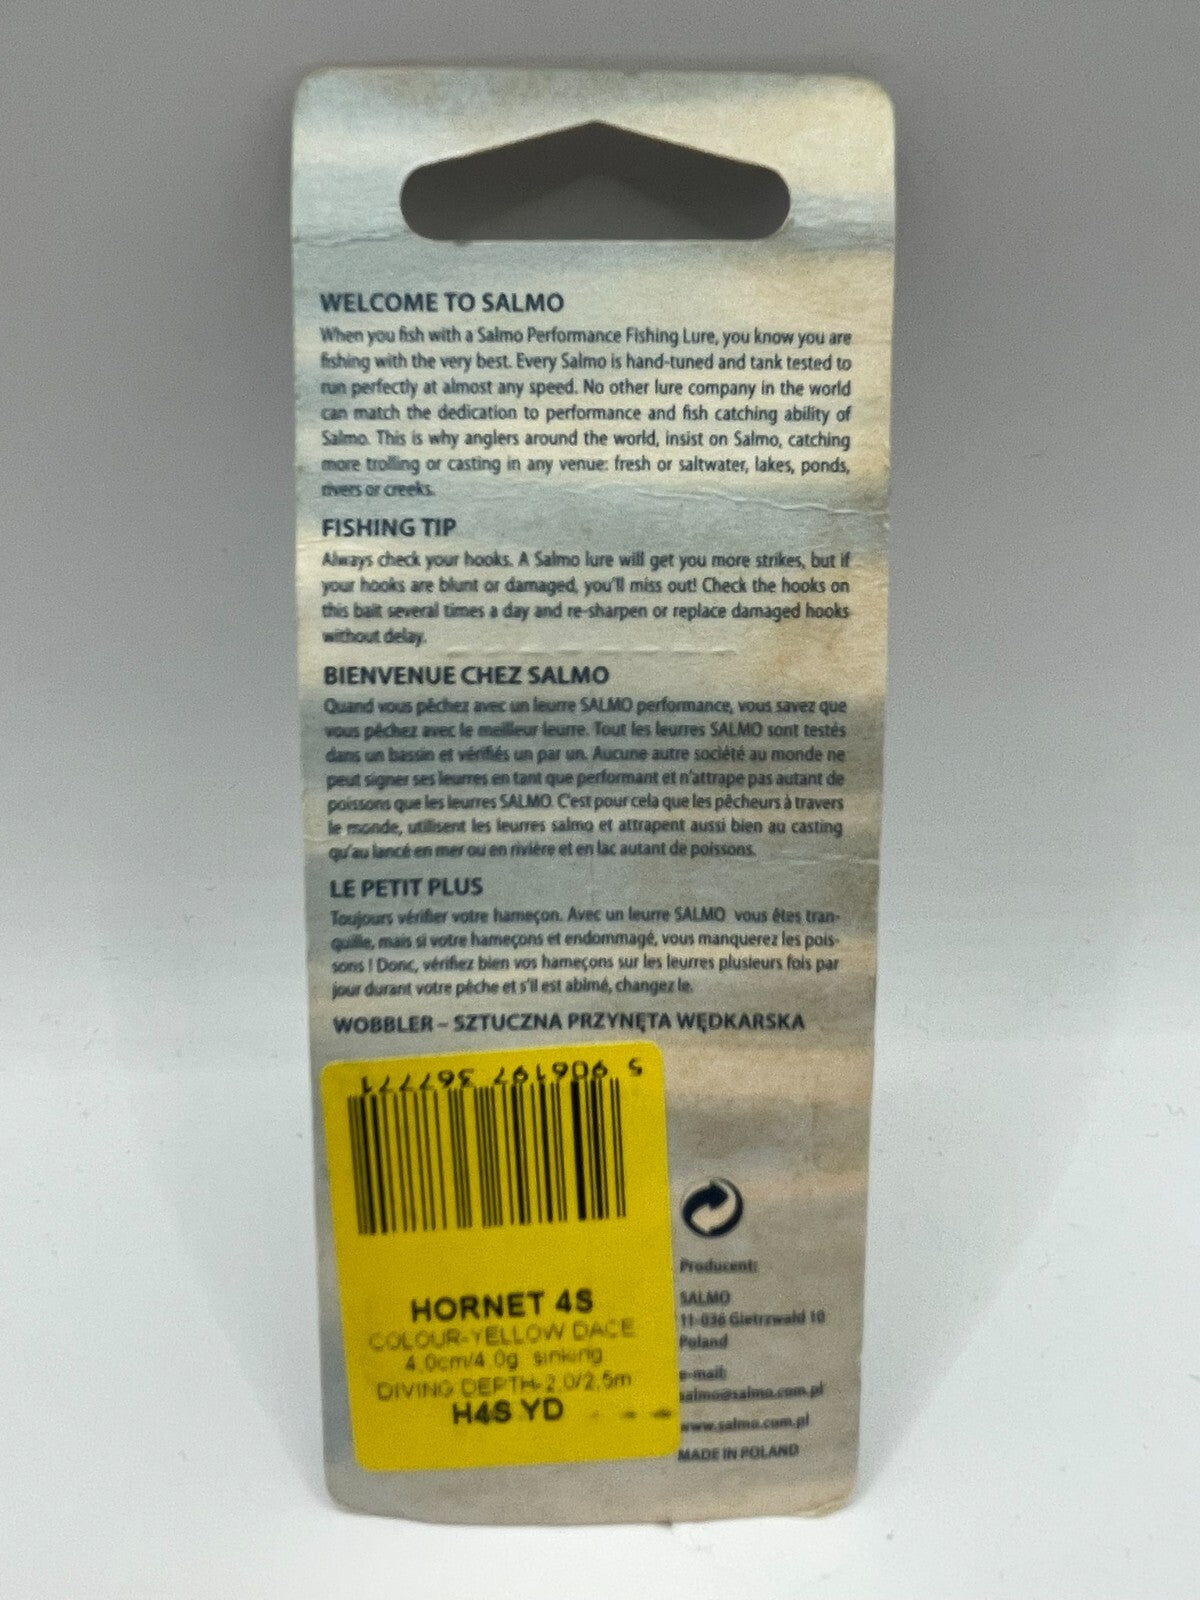 WELCOME TO SALMO
When you fish with a Salmo Performance Fishing Lure, you know you are
fishing with the very best. Every Salmo is hand-tuned and tank tested to
run perfectly at almost any speed. No other lure company in the world
can match the dedication to performance and fish catching ability of
Salmo. This is why anglers around the world, insist on Salmo, catching
more trolling or casting in any venue: fresh or saltwater, lakes, ponds,
rivers or creeks.
FISHING TIP
Always check your hooks. A Salmo lure will get you more strikes, but if
your hooks are blunt or damaged, you'll miss out! Check the hooks on
this bait several times a day and re-sharpen or replace damaged hooks
without delay.
BIENVENUE CHEZ SALMO
Quand vous pêchez avec un leurre SALMO performance, vous savez que
vous pêchez avec le meilleur leurre. Tout les leurres SALMO sont testés
dans un bassin et vérifiés un par un. Aucune autre société au monde ne
peut signer ses leurres en tant que performant et n'attrape pas autant de
poissons que les leurres SALMO. C'est pour cela que les pêcheurs à travers
le monde, utilisent les leurres salmo et attrapent aussi bien au casting
qu'au lancé en mer ou en rivière et en lac autant de poissons.
LE PETIT PLUS
Toujours vérifier votre hameçon. Avec un leurre SALMO vous êtes tran-
quille, mais si votre hameçons et endommagé, vous manquerez les pois-
sons ! Donc, vérifiez bien vos hameçons sur les leurres plusieurs fois par
jour durant votre pêche et s'il est abîmé, changez le.
WOBBLER – SZTUCZNA PRZYNĘTA WĘDKARSKA
5 906197 367771
HORNET 4S
COLOUR-YELLOW DACE
4.0cm/4.0g sinking
DIVING DEPTH-2.0/2.5m
H4S YD
Producent:
SALMO
11-036 Gietrzwałd 10
Poland
e-mail:
salmo@salmo.com.pl
www.salmo.com.pl
MADE IN POLAND